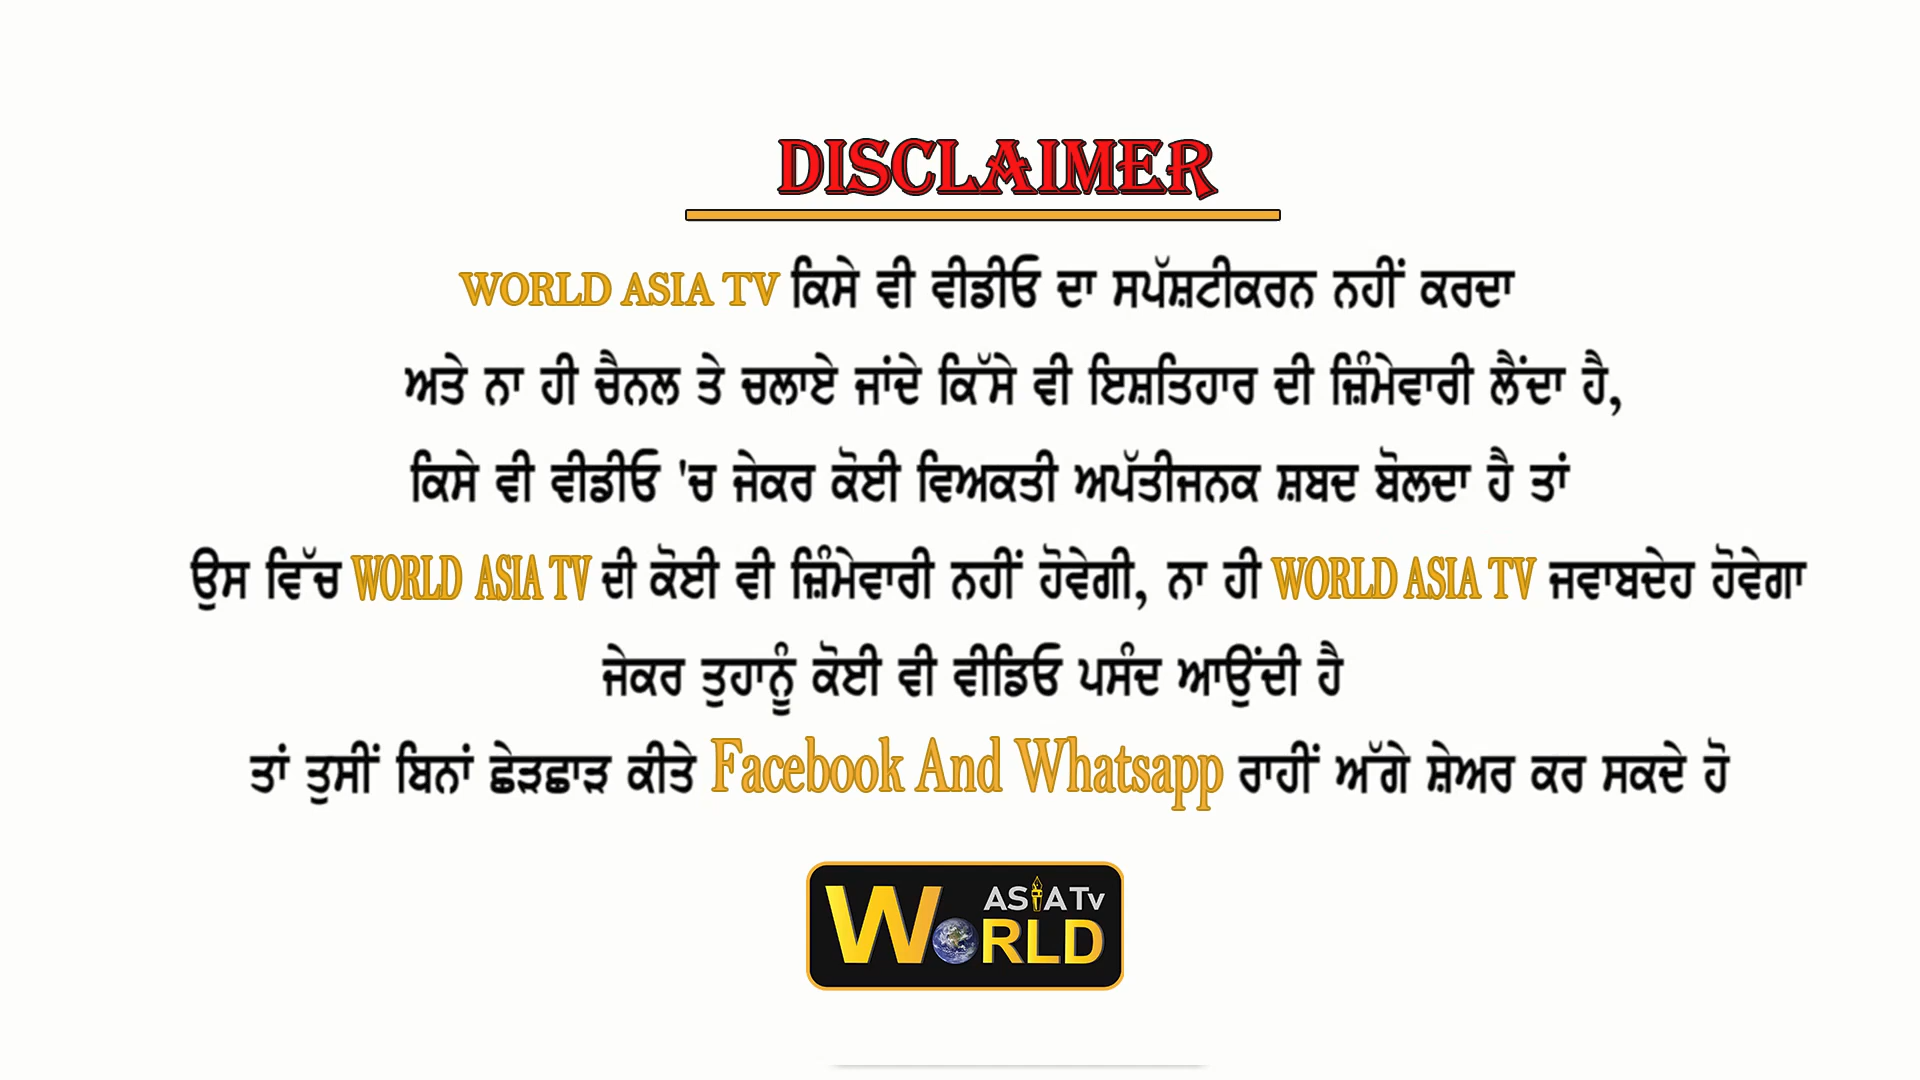 DISCLAIMER
WORLD ASIA TV ਕਿਸੇ ਵੀ ਵੀਡੀਓ ਦਾ ਸਪੱਸ਼ਟੀਕਰਨ ਨਹੀਂ ਕਰਦਾ
ਅਤੇ ਨਾ ਹੀ ਚੈਨਲ ਤੇ ਚਲਾਏ ਜਾਂਦੇ ਕਿੱਸੇ ਵੀ ਇਸ਼ਤਿਹਾਰ ਦੀ ਜ਼ਿੰਮੇਵਾਰੀ ਲੈਂਦਾ ਹੈ,
ਕਿਸੇ ਵੀ ਵੀਡੀਓ 'ਚ ਜੇਕਰ ਕੋਈ ਵਿਅਕਤੀ ਅਪੱਤੀਜਨਕ ਸ਼ਬਦ ਬੋਲਦਾ ਹੈ ਤਾਂ
ਉਸ ਵਿੱਚ WORLD ASIA TV ਦੀ ਕੋਈ ਵੀ ਜ਼ਿੰਮੇਵਾਰੀ ਨਹੀਂ ਹੋਵੇਗੀ, ਨਾ ਹੀ WORLD ASIA TV ਜਵਾਬਦੇਹ ਹੋਵੇਗਾ
ਜੇਕਰ ਤੁਹਾਨੂੰ ਕੋਈ ਵੀ ਵੀਡਿਓ ਪਸੰਦ ਆਉਂਦੀ ਹੈ
ਤਾਂ ਤੁਸੀਂ ਬਿਨਾਂ ਛੇੜਛਾੜ ਕੀਤੇ Facebook And Whatsapp ਰਾਹੀਂ ਅੱਗੇ ਸ਼ੇਅਰ ਕਰ ਸਕਦੇ ਹੋ
ASIA Tv
WORLD